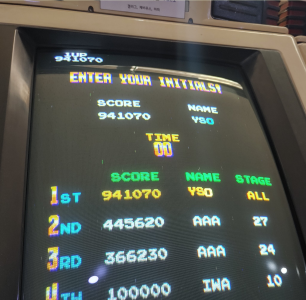 1UP
941070
ENTER YOUR INITIALS!
SCORE NAME
941070 YSO
TIME
00
SCORE NAME STAGE
1ST 941070 YSO ALL
2ND 445620 AAA 27
3RD 366230 AAA 24
4TH 100000 IWA 10